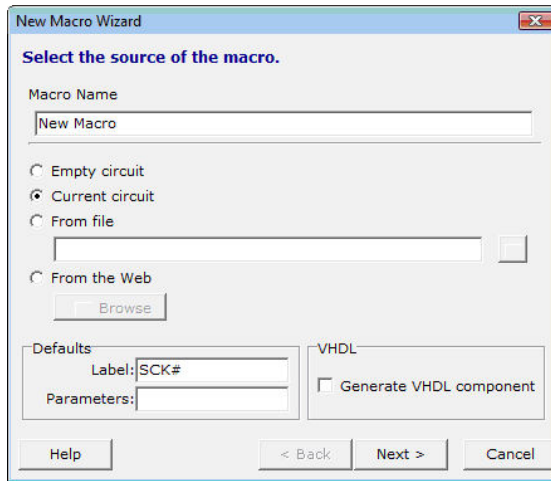 New Macro Wizard
Select the source of the macro.
Macro Name
New Macro
Empty circuit
Current circuit
From file
From the Web
Browse
Defaults
Label: SCK#
Parameters:
VHDL
Generate VHDL component
Help
< Back
Next >
Cancel